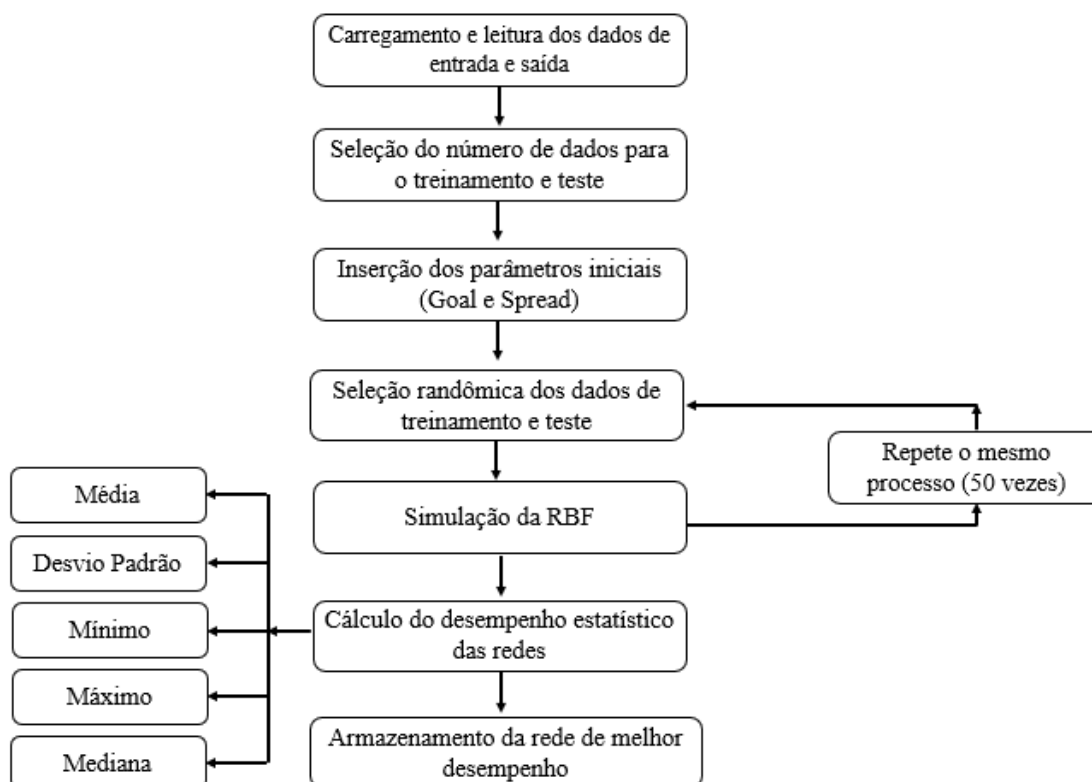 Carregamento e leitura dos dados de
entrada e saída
Seleção do número de dados para
o treinamento e teste
Inserção dos parâmetros iniciais
(Goal e Spread)
Seleção randômica dos dados de
treinamento e teste
Repete o mesmo
processo (50 vezes)
Simulação da RBF
Média
Desvio Padrão
Mínimo
Máximo
Mediana
Cálculo do desempenho estatístico
das redes
Armazenamento da rede de melhor
desempenho